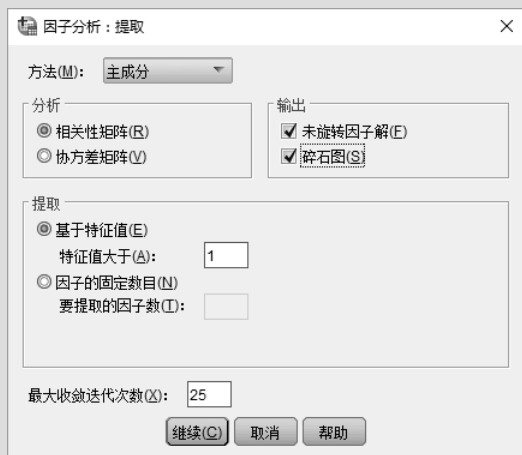 因子分析：提取
方法(M)： 主成分
分析
相关性矩阵(R)
协方差矩阵(V)
输出
未旋转因子解(F)
碎石图(S)
提取
基于特征值(E)
特征值大于(A)： 1
因子的固定数目(N)
要提取的因子数(T)：
最大收敛迭代次数(X)： 25
继续(C) 取消 帮助